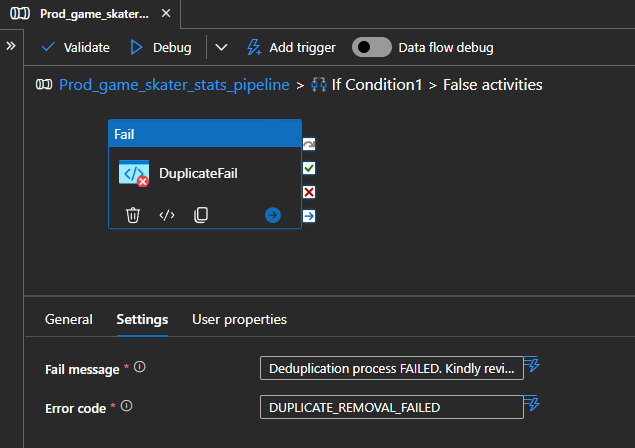 Prod_game_skater...
Validate Debug Add trigger Data flow debug
Prod_game_skater_stats_pipeline > If Condition1 > False activities
Fail
DuplicateFail
General Settings User properties
Fail message * Deduplication process FAILED. Kindly revi...
Error code * DUPLICATE_REMOVAL_FAILED